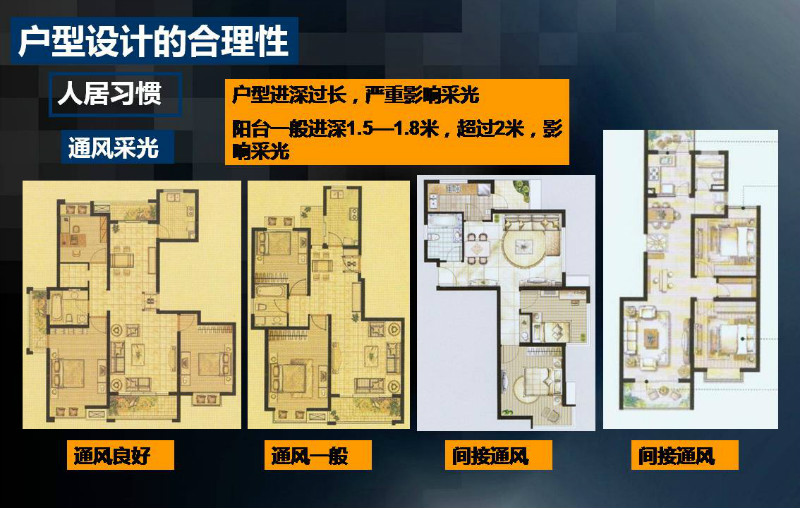 户型设计的合理性
人居习惯
通风采光
户型进深过长，严重影响采光
阳台一般进深1.5—1.8米，超过2米，影
响采光
通风良好
通风一般
间接通风
间接通风